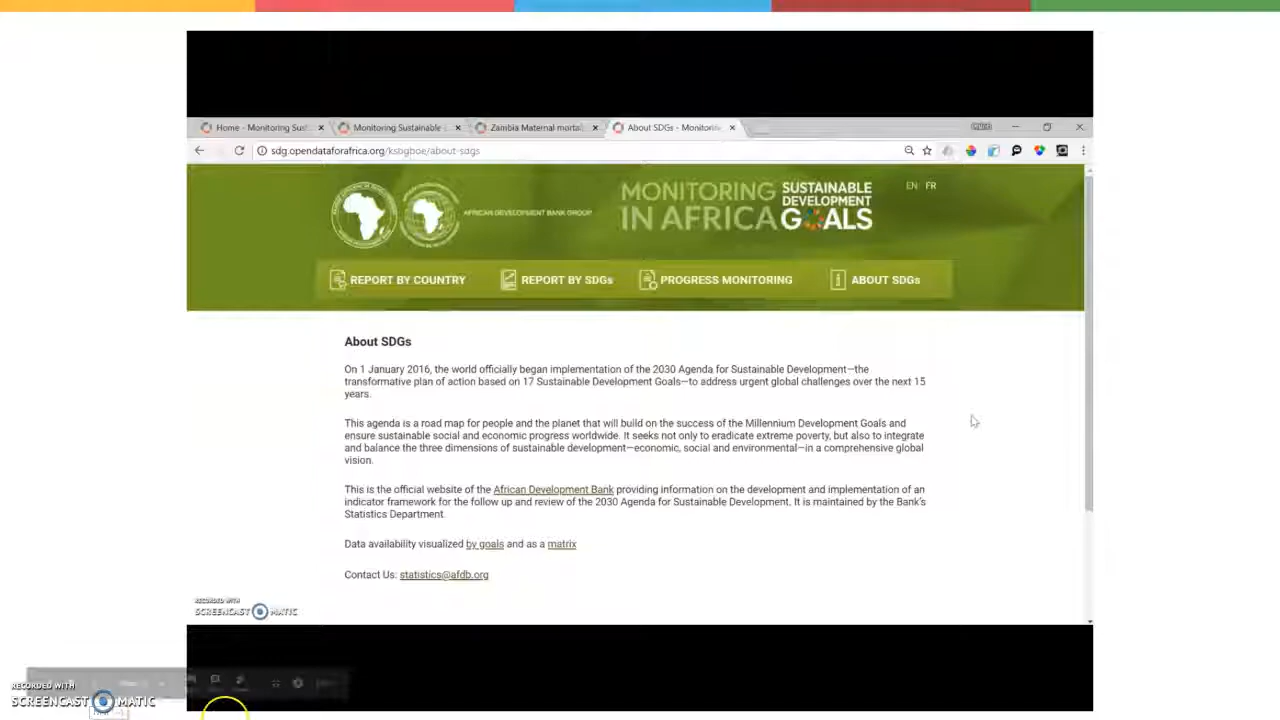 Home - Monitoring Sus
Monitoring Sustainable
Zambia Maternal mortal
About SDGs - Monitorin
sdg.opendataforafrica.org/ksbgboe/about-sdgs
AFRICAN DEVELOPMENT BANK GROUP
MONITORING
IN AFRICA
SUSTAINABLE
DEVELOPMENT
GOALS
EN FR
REPORT BY COUNTRY
REPORT BY SDGs
PROGRESS MONITORING
ABOUT SDGs
About SDGs
On 1 January 2016, the world officially began implementation of the 2030 Agenda for Sustainable Development—the
transformative plan of action based on 17 Sustainable Development Goals—to address urgent global challenges over the next 15
years.
This agenda is a road map for people and the planet that will build on the success of the Millennium Development Goals and
ensure sustainable social and economic progress worldwide. It seeks not only to eradicate extreme poverty, but also to integrate
and balance the three dimensions of sustainable development—economic, social and environmental—in a comprehensive global
vision.
This is the official website of the African Development Bank providing information on the development and implementation of an
indicator framework for the follow up and review of the 2030 Agenda for Sustainable Development. It is maintained by the Bank's
Statistics Department.
Data availability visualized by goals and as a matrix
Contact Us: statistics@afdb.org
RECORDED WITH
SCREENCAST MATIC
RECORDED WITH
SCREENCAST MATIC